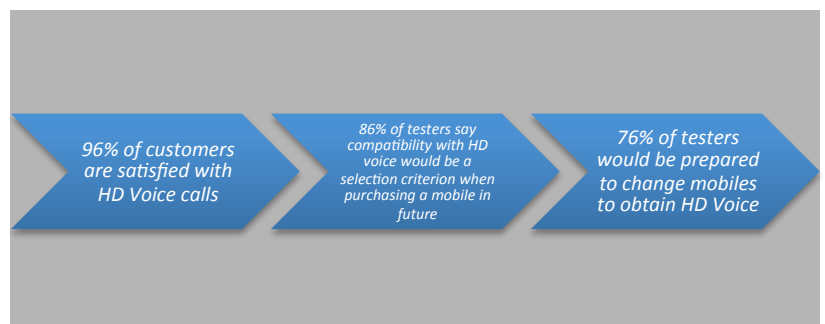 96% of customers
are satisfied with
HD Voice calls
86% of testers say
compatibility with HD
voice would be a
selection criterion when
purchasing a mobile in
future
76% of testers
would be prepared
to change mobiles
to obtain HD Voice